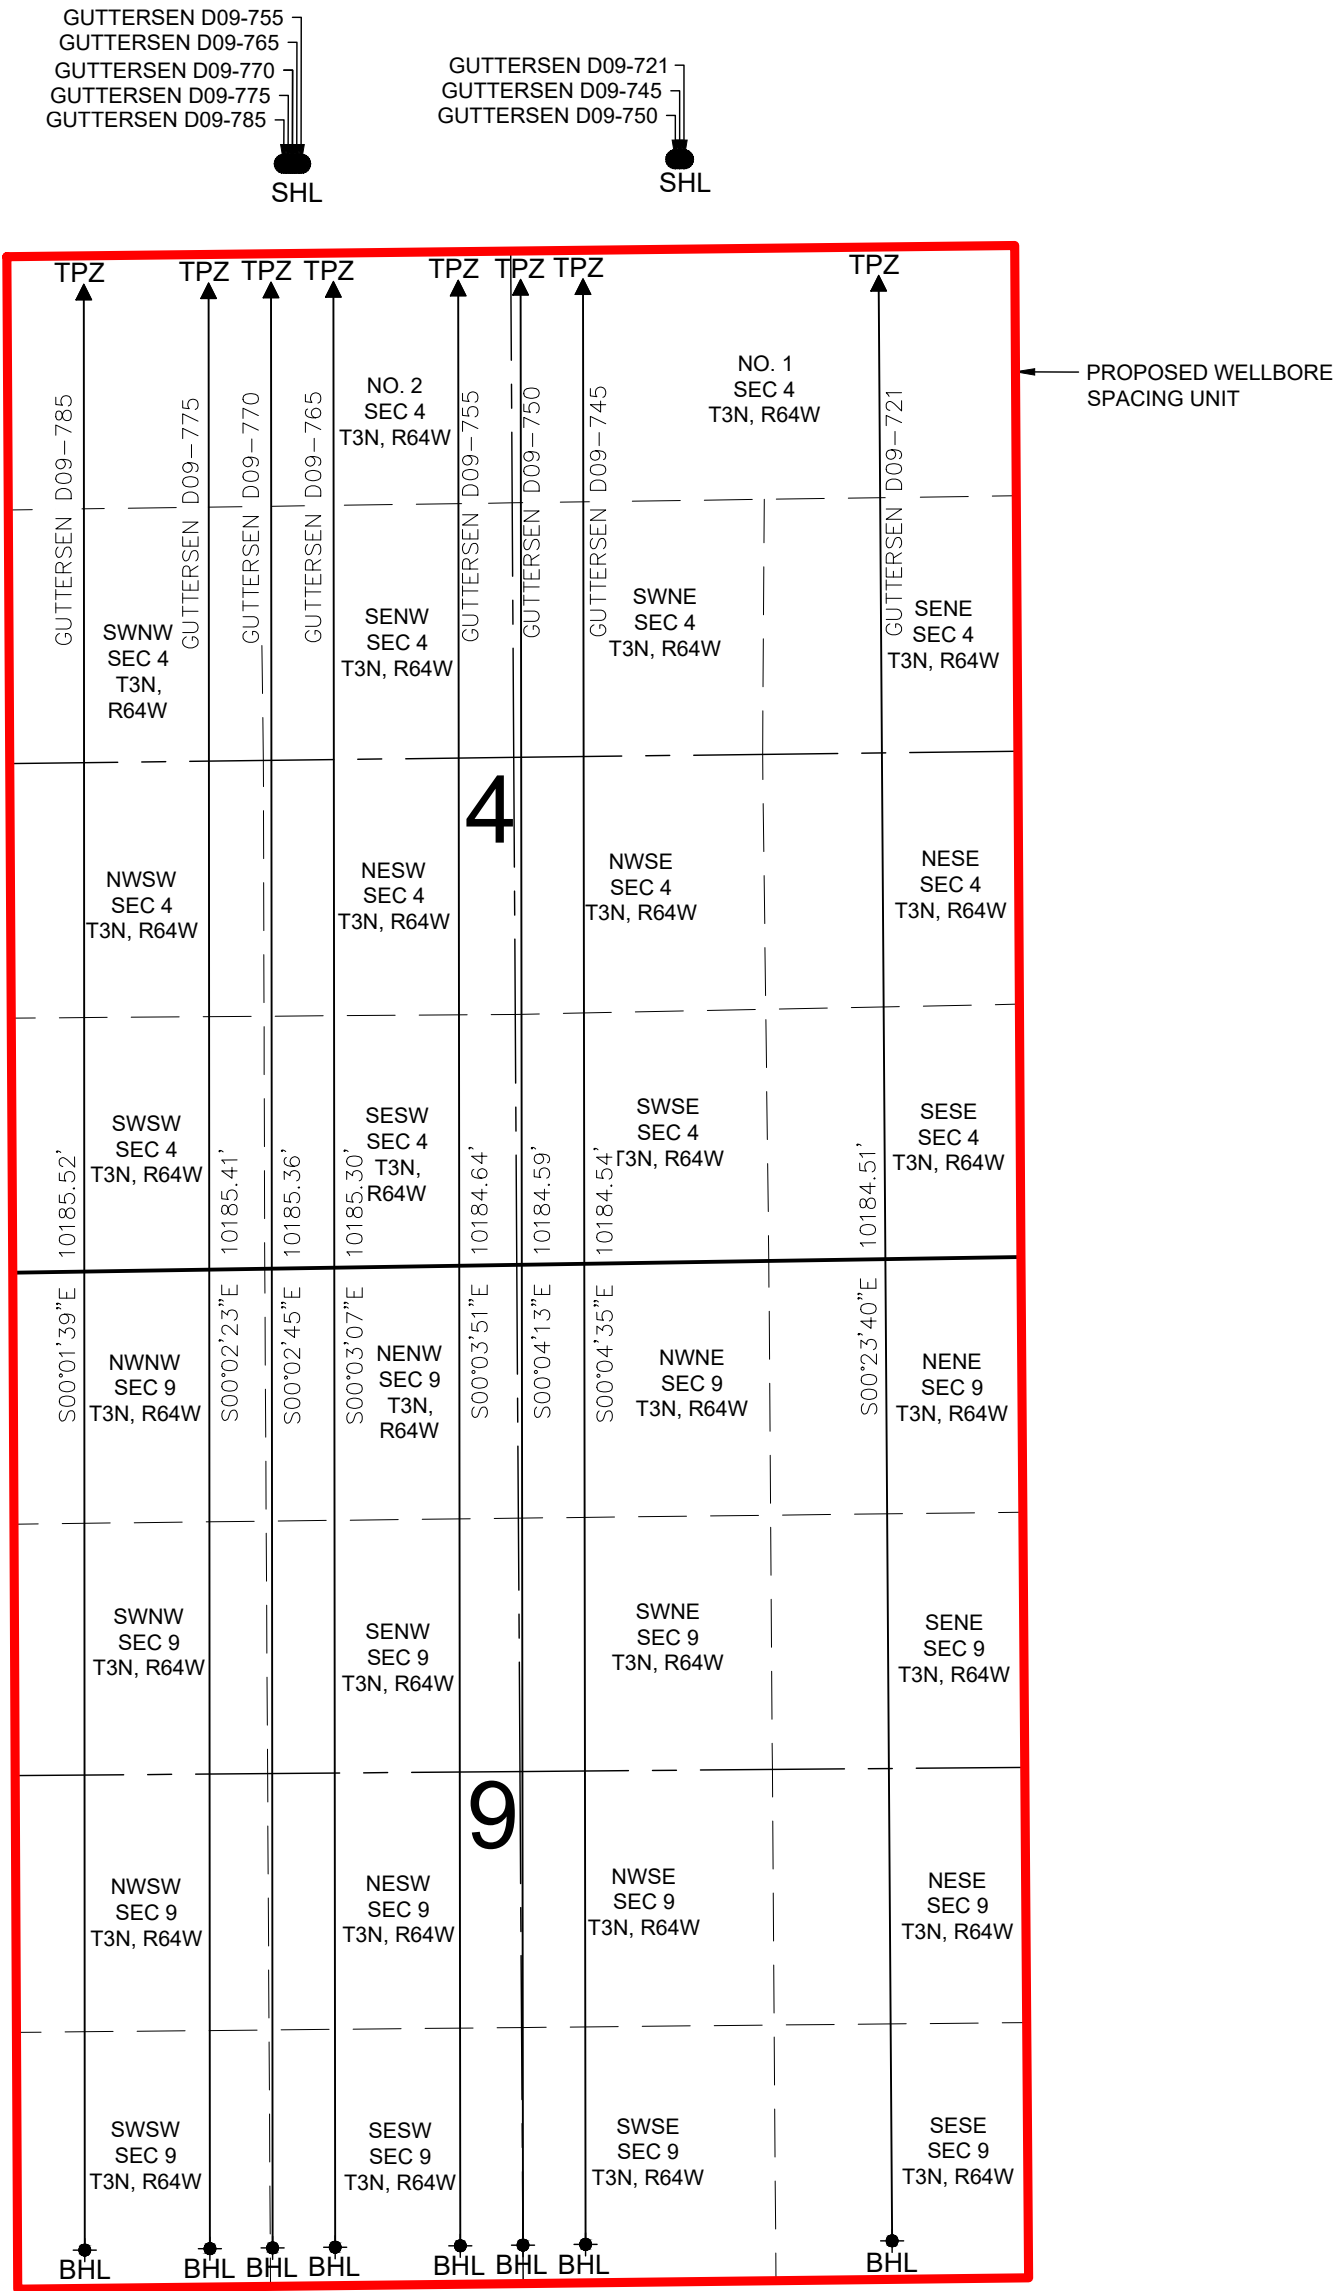 GUTTERSEN D09-755
GUTTERSEN D09-765
GUTTERSEN D09-770
GUTTERSEN D09-775
GUTTERSEN D09-785
SHL
GUTTERSEN D09-721
GUTTERSEN D09-745
GUTTERSEN D09-750
SHL
TPZ
TPZ
TPZ
TPZ
TPZ
TPZ
TPZ
TPZ
PROPOSED WELLBORE
SPACING UNIT
GUTTERSEN D09-785
GUTTERSEN D09-775
GUTTERSEN D09-770
GUTTERSEN D09-765
GUTTERSEN D09-755
GUTTERSEN D09-750
GUTTERSEN D09-745
GUTTERSEN D09-721
NO. 2
SEC 4
T3N, R64W
NO. 1
SEC 4
T3N, R64W
SWNW
SEC 4
T3N,
R64W
SENW
SEC 4
T3N, R64W
SWNE
SEC 4
T3N, R64W
SENE
SEC 4
T3N, R64W
4
NWSW
SEC 4
T3N, R64W
NESW
SEC 4
T3N, R64W
NWSE
SEC 4
T3N, R64W
NESE
SEC 4
T3N, R64W
SWSW
SEC 4
T3N, R64W
SESW
SEC 4
T3N,
R64W
SWSE
SEC 4
T3N, R64W
SESE
SEC 4
T3N, R64W
S00°01'39"E 10185.52'
S00°02'23"E 10185.41'
S00°02'45"E 10185.36'
S00°03'07"E 10185.30'
S00°03'51"E 10184.64'
S00°04'13"E 10184.59'
S00°04'35"E 10184.54'
S00°23'40"E 10184.51'
NWNW
SEC 9
T3N, R64W
NENW
SEC 9
T3N,
R64W
NWNE
SEC 9
T3N, R64W
NENE
SEC 9
T3N, R64W
SWNW
SEC 9
T3N, R64W
SENW
SEC 9
T3N, R64W
SWNE
SEC 9
T3N, R64W
SENE
SEC 9
T3N, R64W
9
NWSW
SEC 9
T3N, R64W
NESW
SEC 9
T3N, R64W
NWSE
SEC 9
T3N, R64W
NESE
SEC 9
T3N, R64W
SWSW
SEC 9
T3N, R64W
SESW
SEC 9
T3N, R64W
SWSE
SEC 9
T3N, R64W
SESE
SEC 9
T3N, R64W
BHL
BHL
BHL
BHL
BHL
BHL
BHL
BHL